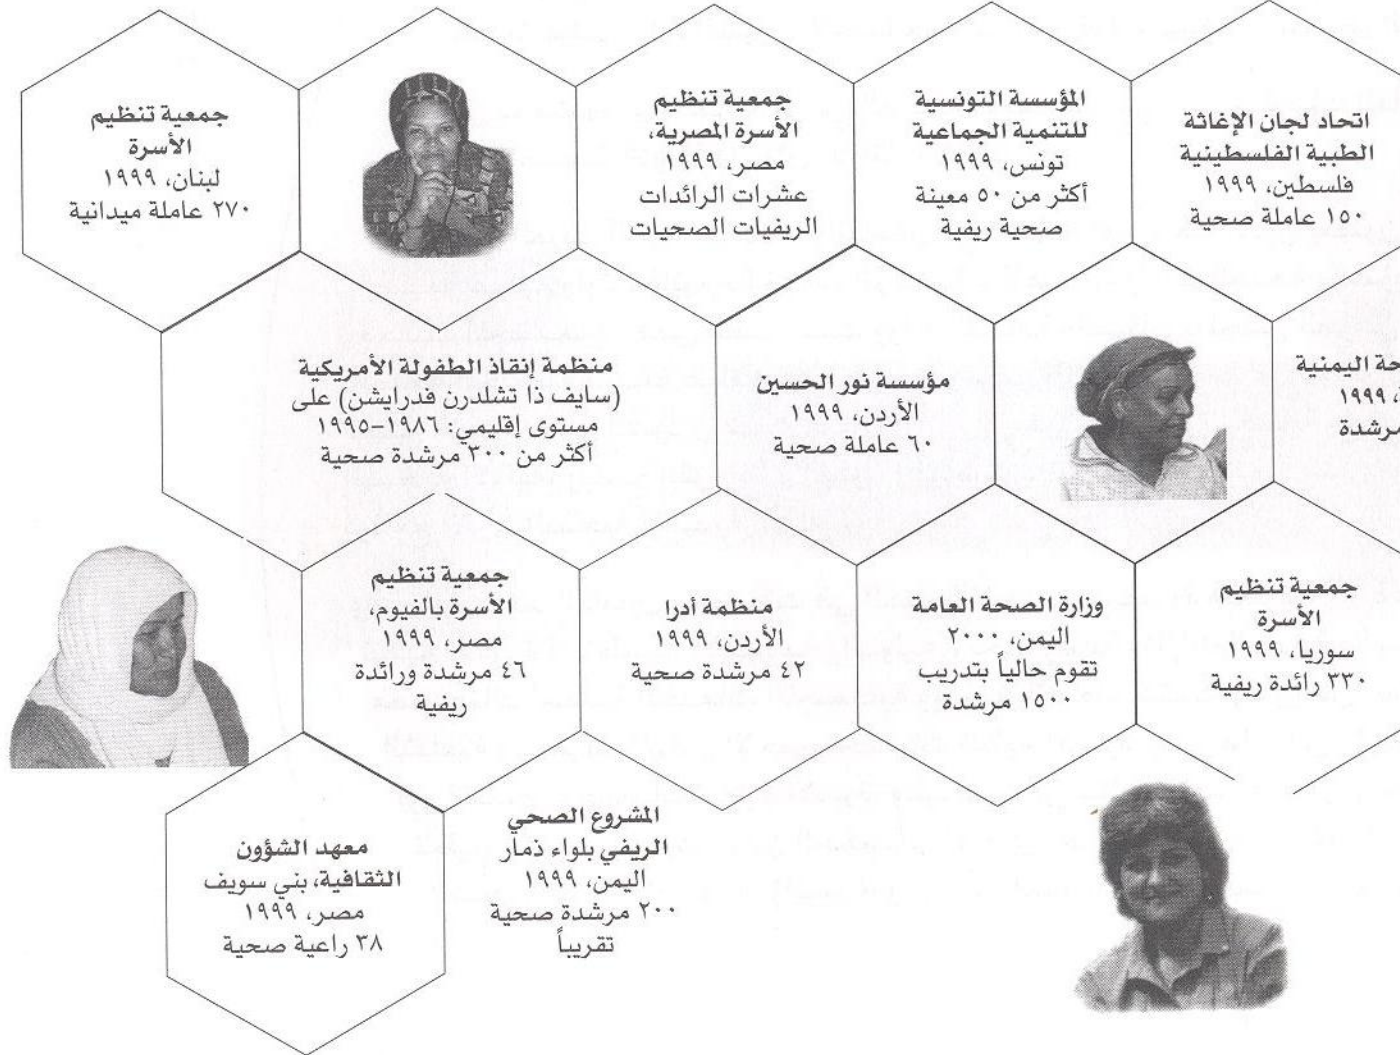 اتحاد لجان الإغاثة
الطبية الفلسطينية
فلسطين، ١٩٩٩
١٥٠ عاملة صحية
المؤسسة التونسية
للتنمية الجماعية
تونس، ١٩٩٩
أكثر من ٥٠ معينة
صحية ريفية
جمعية تنظيم
الأسرة المصرية،
مصر، ١٩٩٩
عشرات الرائدات
الريفيات الصحيات
جمعية تنظيم
الأسرة
لبنان، ١٩٩٩
٢٧٠ عاملة ميدانية
حة اليمنية
، ١٩٩٩
مرشدة
مؤسسة نور الحسين
الأردن، ١٩٩٩
٦٠ عاملة صحية
منظمة إنقاذ الطفولة الأمريكية
(سايف ذا تشلدرن فدرايشن) على
مستوى إقليمي: ١٩٨٦-١٩٩٥
أكثر من ٣٠٠ مرشدة صحية
جمعية تنظيم
الأسرة
سوريا، ١٩٩٩
٣٣٠ رائدة ريفية
وزارة الصحة العامة
اليمن، ٢٠٠٠
تقوم حالياً بتدريب
١٥٠٠ مرشدة
منظمة أدرا
الأردن، ١٩٩٩
٤٢ مرشدة صحية
جمعية تنظيم
الأسرة بالفيوم،
مصر، ١٩٩٩
٤٦ مرشدة ورائدة
ريفية
المشروع الصحي
الريفي بلواء ذمار
اليمن، ١٩٩٩
٢٠٠ مرشدة صحية
تقريباً
معهد الشؤون
الثقافية، بني سويف
مصر، ١٩٩٩
٣٨ راعية صحية